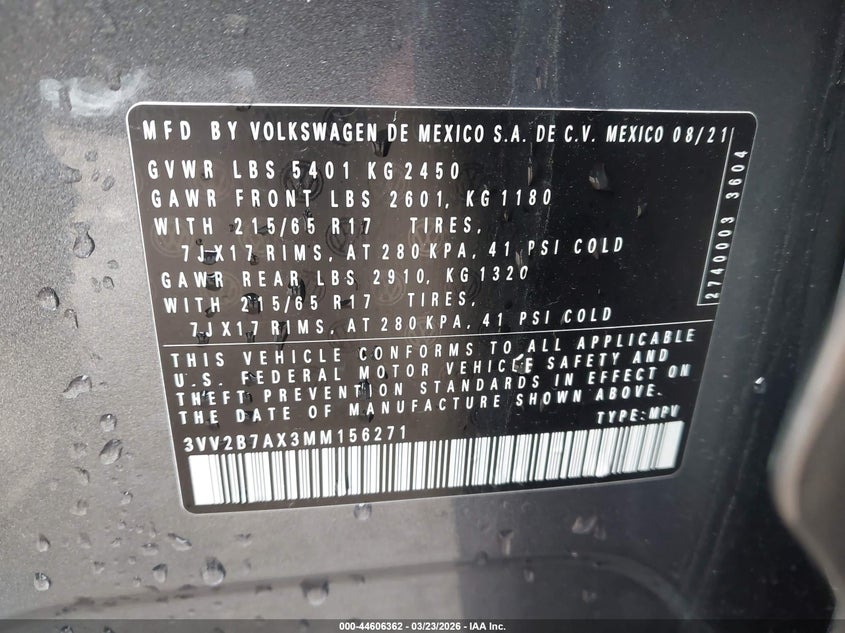 MFD BY VOLKSWAGEN DE MEXICO S.A. DE C.V. MEXICO 08/21
GVWR LBS 5401 KG 2450
GAWR FRONT LBS 2601, KG 1180
WITH 215/65 R17 TIRES,
7JX17 RIMS, AT 280 KPA, 41 PSI COLD
GAWR REAR LBS 2910, KG 1320
WITH 215/65 R17 TIRES,
7JX17 RIMS, AT 280 KPA, 41 PSI COLD
2740003 3604
THIS VEHICLE CONFORMS TO ALL APPLICABLE
U.S. FEDERAL MOTOR VEHICLE SAFETY AND
THEFT PREVENTION STANDARDS IN EFFECT ON
THE DATE OF MANUFACTURE SHOWN ABOVE.
TYPE: MPV
3VV2B7AX3MM156271
000-44606362 - 03/23/2026 - IAA Inc.